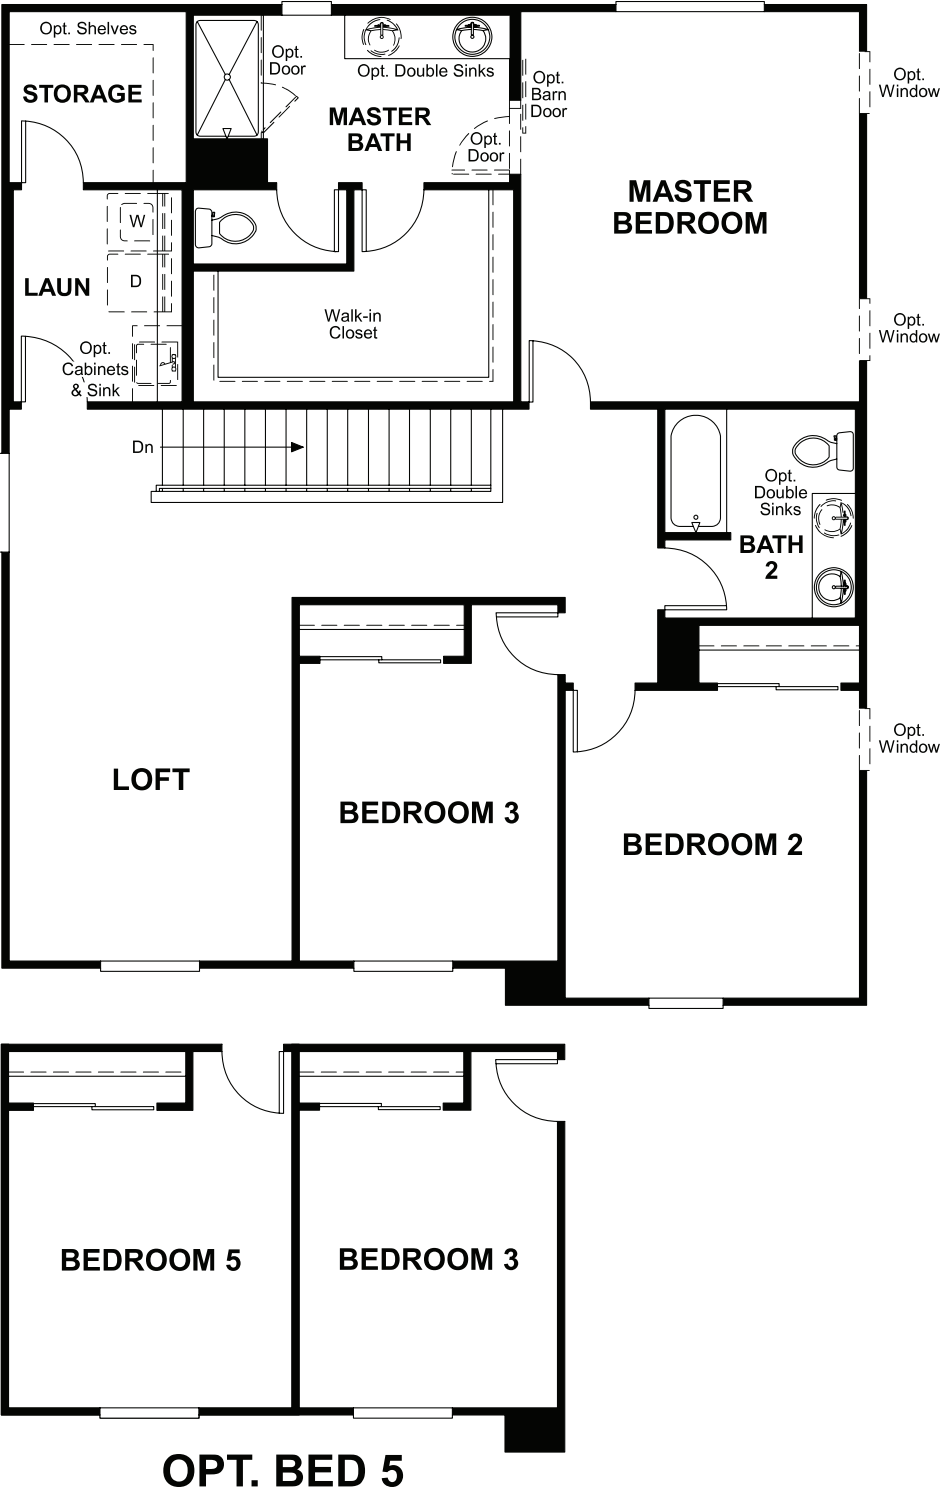 Opt. Shelves
STORAGE
Opt.
Door
Opt. Double Sinks
MASTER
BATH
Opt.
Door
Opt.
Barn
Door
MASTER
BEDROOM
Opt.
Window
Opt.
Window
W
D
LAUN
Opt.
Cabinets
& Sink
Walk-in
Closet
Dn
Opt.
Double
Sinks
BATH
2
LOFT
BEDROOM 3
BEDROOM 2
Opt.
Window
BEDROOM 5
BEDROOM 3
OPT. BED 5